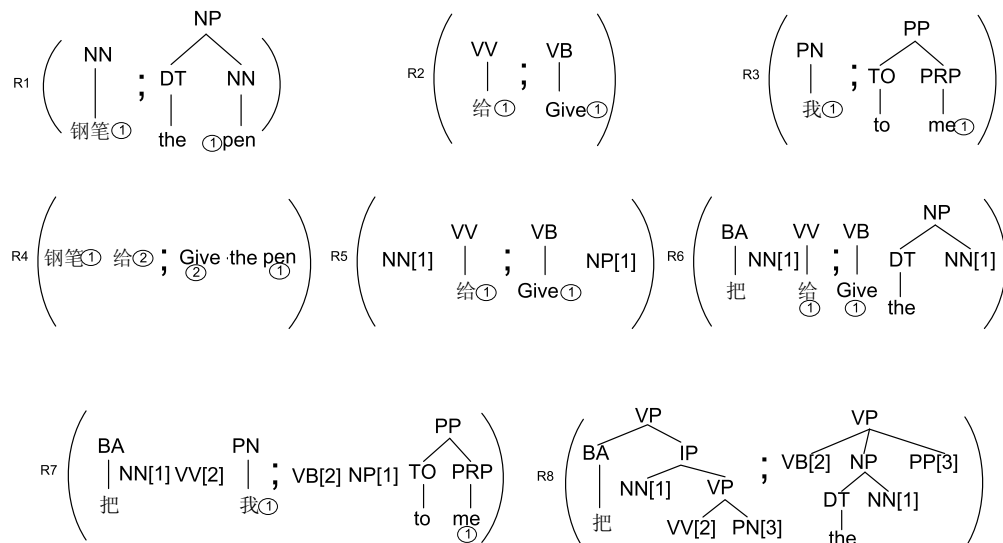 NP
NN
VV
VB
PN
PP
R1
;
DT
NN
R2
;
R3
;
TO
PRP
钢笔①
the
①pen
给①
Give①
我①
to
me①
R4
钢笔① 给②
;
Give the pen
②
①
R5
NN[1]
VV
给①
;
VB
Give①
NP[1]
R6
BA
把
NN[1]
VV
给
①
;
VB
Give
①
NP
DT
NN[1]
the
R7
BA
把
NN[1] VV[2]
PN
我①
;
VB[2] NP[1]
PP
TO
PRP
to
me
①
R8
VP
BA
IP
NN[1]
VP
把
VV[2]
PN[3]
;
VP
VB[2]
NP
PP[3]
DT
NN[1]
the